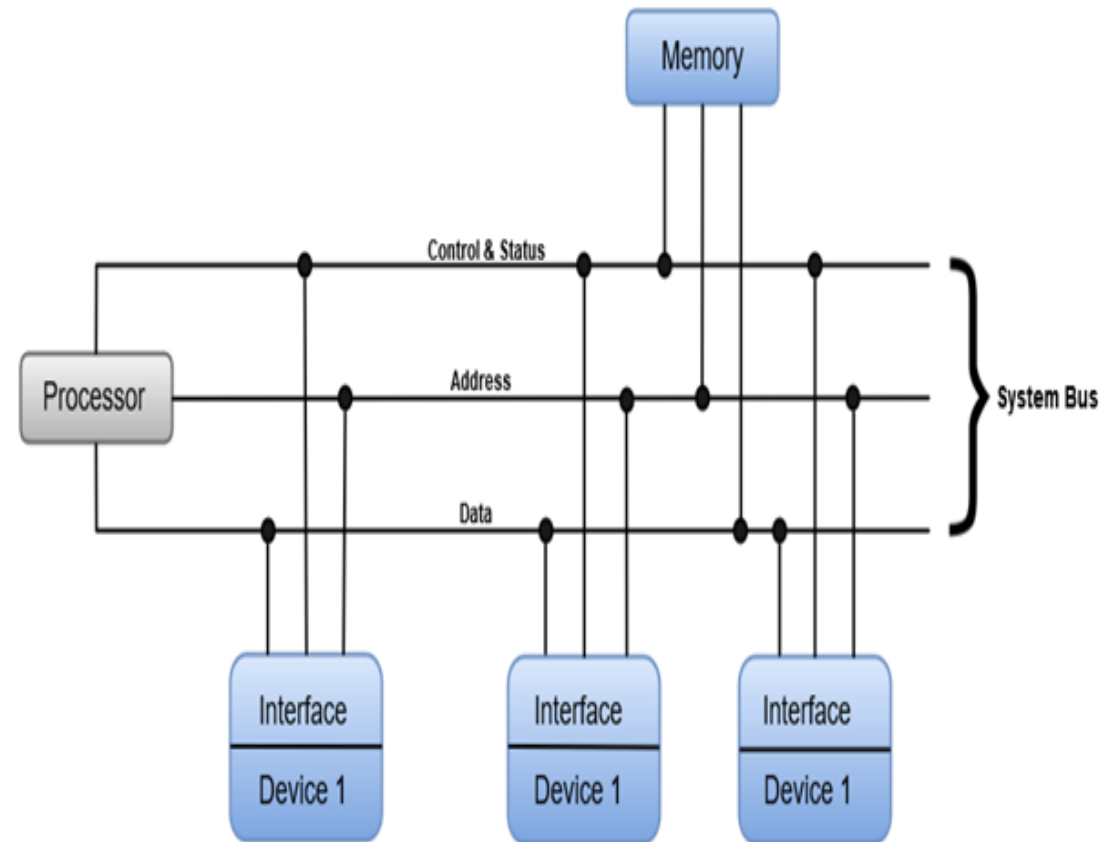 Memory
Control & Status
Processor
Address
System Bus
Data
Interface
Device 1
Interface
Device 1
Interface
Device 1